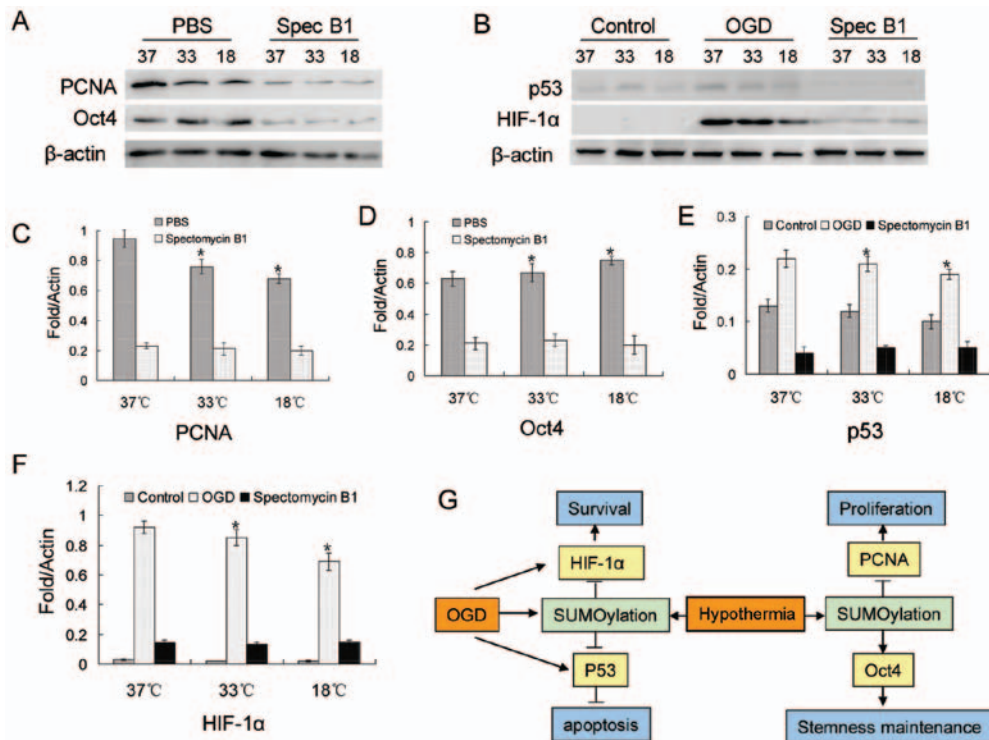 A
PBS Spec B1
37 33 18 37 33 18
PCNA
Oct4
β-actin
B
Control OGD Spec B1
37 33 18 37 33 18 37 33 18
p53
HIF-1α
β-actin
C
PBS
Spectomycin B1
Fold/Actin
1
0.8
0.6
0.4
0.2
0
* *
37℃ 33℃ 18℃
PCNA
D
PBS
Spectomycin B1
Fold/Actin
1
0.8
0.6
0.4
0.2
0
* *
37℃ 33℃ 18℃
Oct4
E
Control OGD Spectomycin B1
Fold/Actin
0.3
0.2
0.1
0
* *
37℃ 33℃ 18℃
p53
F
Control OGD Spectomycin B1
Fold/Actin
1.2
1
0.8
0.6
0.4
0.2
0
* *
37℃ 33℃ 18℃
HIF-1α
G
Survival Proliferation
HIF-1α PCNA
OGD SUMOylation Hypothermia SUMOylation
P53 Oct4
apoptosis Stemness maintenance